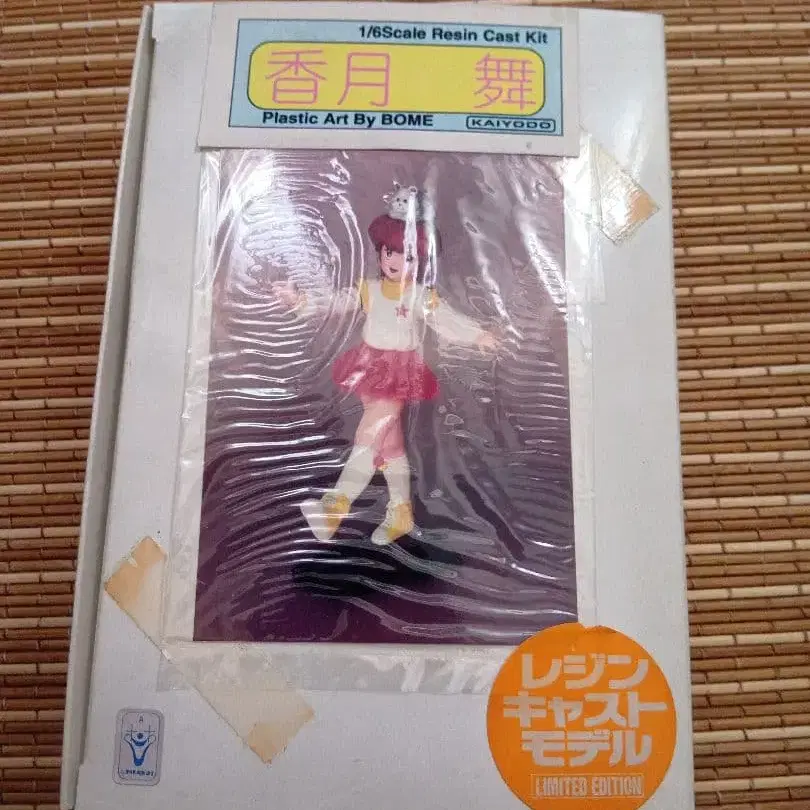 1/6Scale Resin Cast Kit
香月 舞
Plastic Art By BOME
KAIYODO
レジン
キャスト
モデル
LIMITED EDITION